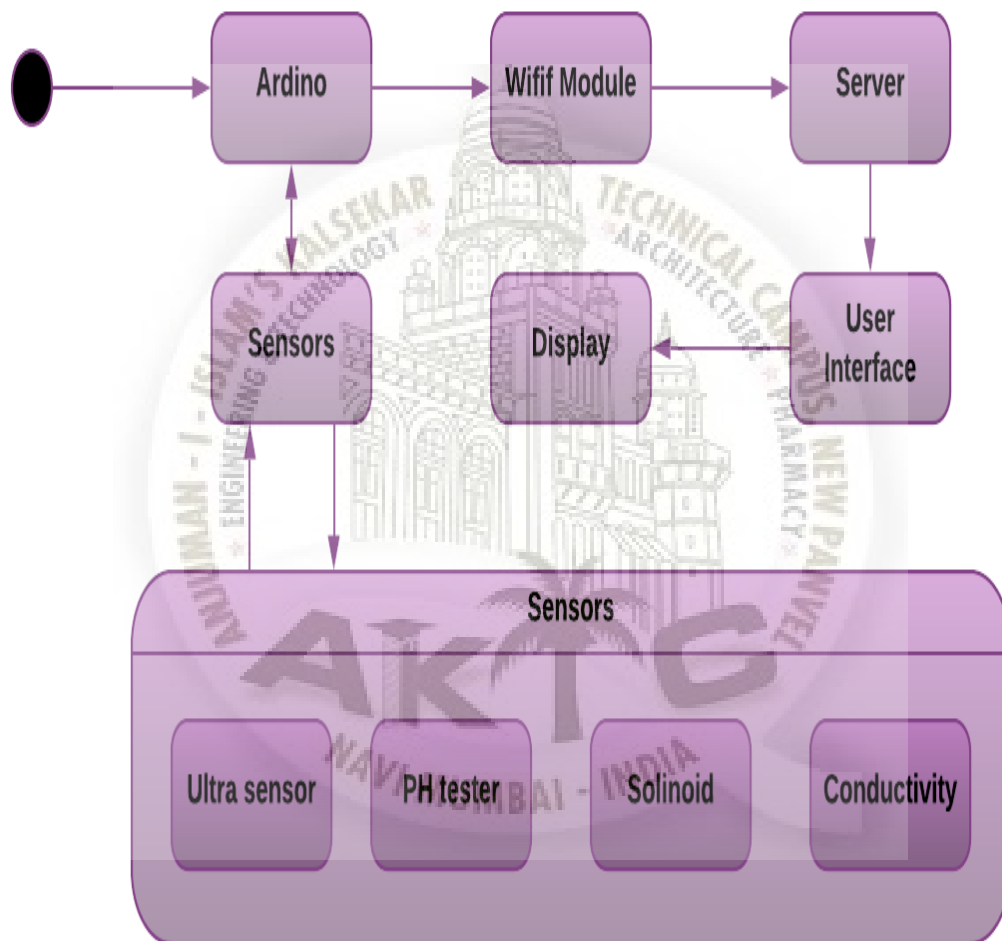 Ardino
Wifif Module
Server
Sensors
Display
User
Interface
Sensors
Ultra sensor
PH tester
Solinoid
Conductivity
ANJUMAN - I - ISLAM'S KALSEKAR TECHNICAL CAMPUS NEW PANVEL
ENGINEERING & TECHNOLOGY
ARCHITECTURE
PHARMACY
AKTC
NAVI MUMBAI - INDIA